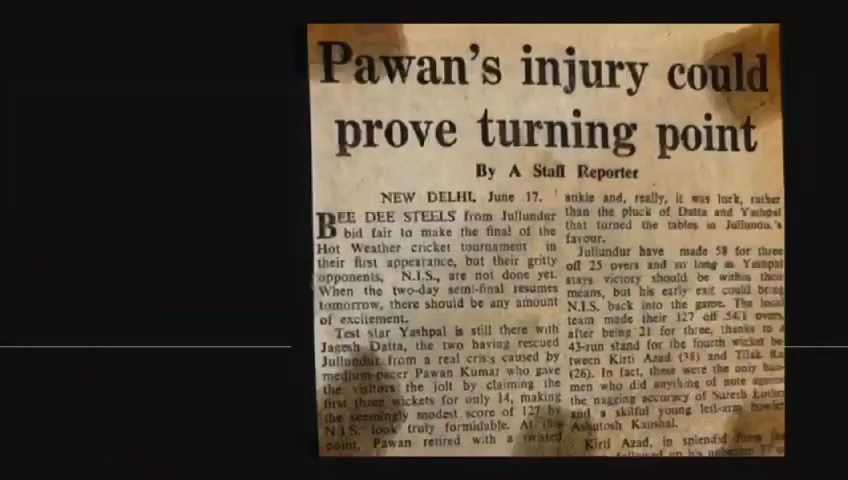 Pawan's injury could
prove turning point
By A Staff Reporter
NEW DELHI, June 17.
BEE DEE STEELS from Jullundur
bid fair to make the final of the
Hot Weather cricket tournament in
their first appearance, but their gritty
opponents, N.I.S., are not done yet.
When the two-day semi-final resumes
tomorrow, there should be any amount
of excitement.
Test star Yashpal is still there with
Jagesh Datta, the two having rescued
Jullundur from a real crisis caused by
medium-pacer Pawan Kumar who gave
the visitors the jolt by claiming the
first three wickets for only 14, making
the seemingly modest score of 127 by
N.I.S. look truly formidable. At this
point, Pawan retired with a twisted
ankle and, really, it was luck, rather
than the pluck of Datta and Yashpal
that turned the tables in Jullundur's
favour.
Jullundur have made 58 for three
off 25 overs and so long as Yashpal
stays victory should be within their
means, but his early exit could bring
N.I.S. back into the game. The local
team made their 127 off 54.1 overs,
after being 21 for three, thanks to a
43-run stand for the fourth wicket be-
tween Kirti Azad (38) and Tilak
(26). In fact, these were the only
men who did anything of note against
the nagging accuracy of Suresh
and a skilful young left-arm bowler
Ashutosh Kaushal.
Kirti Azad, in splendid form